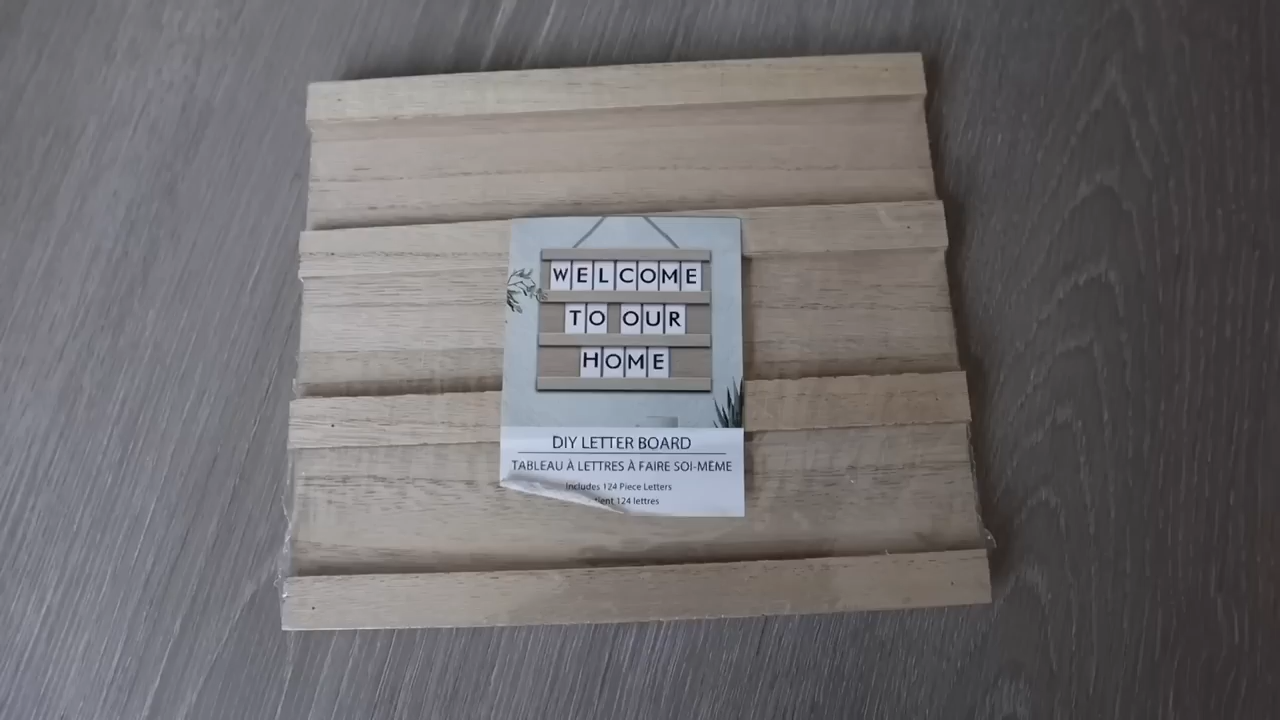 WELCOME
TO OUR
HOME
DIY LETTER BOARD
TABLEAU À LETTRES À FAIRE SOI-MÊME
Includes 124 Piece Letters
124 lettres